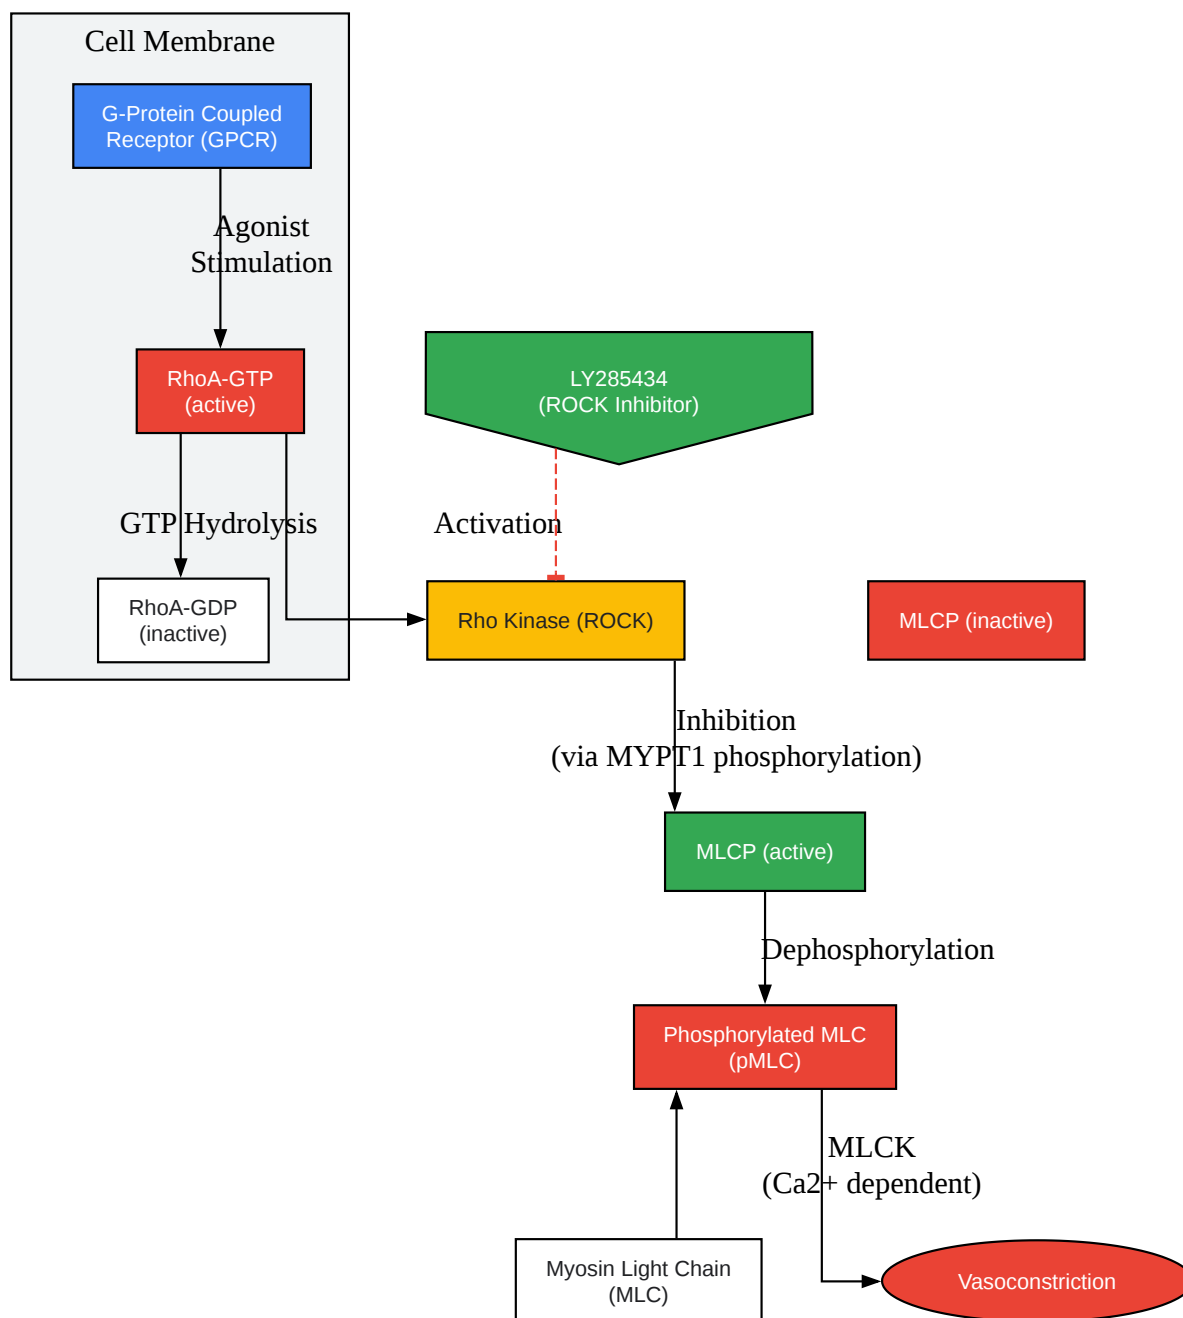 Cell Membrane
G-Protein Coupled
Receptor (GPCR)
Agonist
Stimulation
RhoA-GTP
(active)
LY285434
(ROCK Inhibitor)
GTP Hydrolysis
Activation
RhoA-GDP
(inactive)
Rho Kinase (ROCK)
MLCP (inactive)
Inhibition
(via MYPT1 phosphorylation)
MLCP (active)
Dephosphorylation
Phosphorylated MLC
(pMLC)
MLCK
(Ca2+ dependent)
Myosin Light Chain
(MLC)
Vasoconstriction